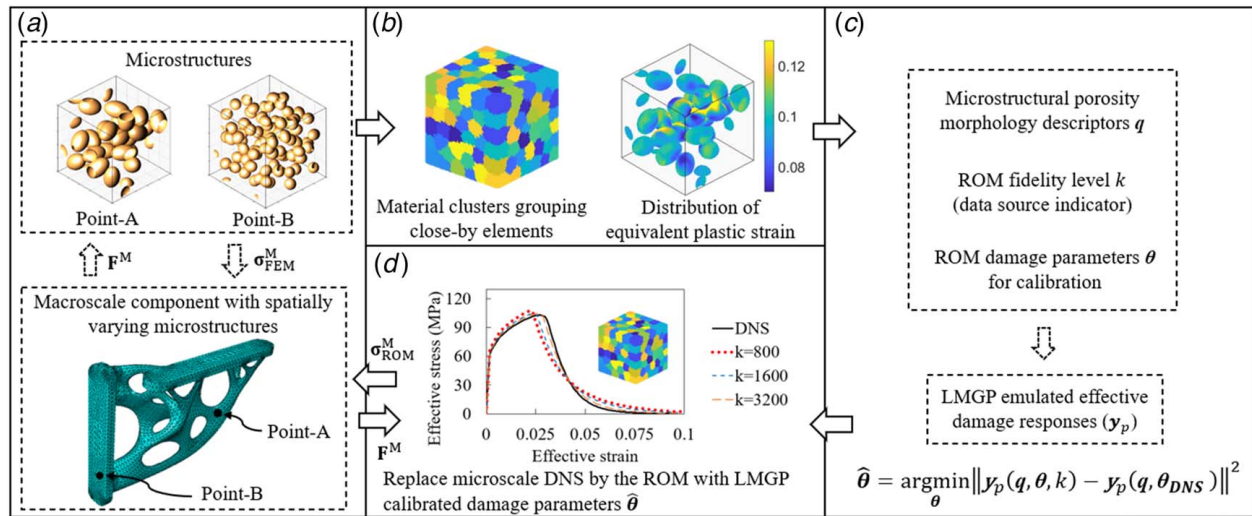 (a)
Microstructures
Point-A
Point-B
F^M
σ^M_FEM
Macroscale component with spatially
varying microstructures
Point-A
Point-B
(b)
0.12
0.1
0.08
Material clusters grouping
close-by elements
Distribution of
equivalent plastic strain
(c)
Microstructural porosity
morphology descriptors q
ROM fidelity level k
(data source indicator)
ROM damage parameters θ
for calibration
LMGP emulated effective
damage responses (y_p)
θ̂ = argmin_θ ‖y_p(q, θ, k) − y_p(q, θ_DNS)‖²
(d)
σ^M_ROM
F^M
Effective stress (MPa)
120
90
60
30
0
0
0.025
0.05
0.075
0.1
Effective strain
DNS
k=800
k=1600
k=3200
Replace microscale DNS by the ROM with LMGP
calibrated damage parameters θ̂